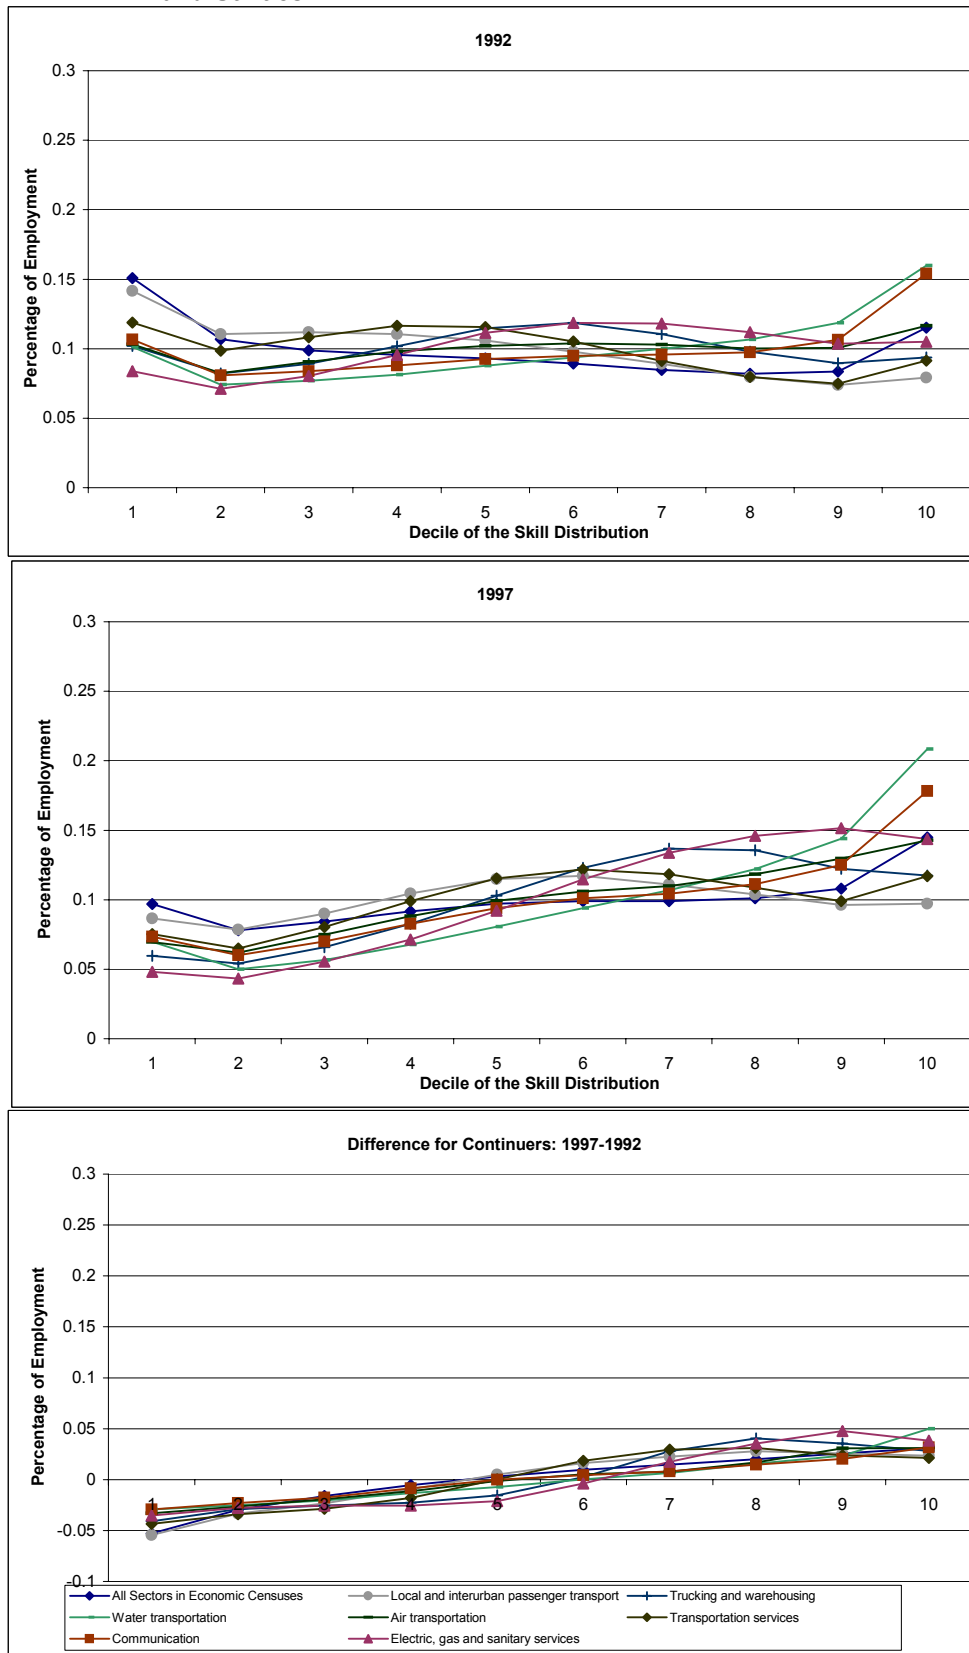 1992
0.3
0.25
0.2
0.15
0.1
0.05
0
Percentage of Employment
1 2 3 4 5 6 7 8 9 10
Decile of the Skill Distribution
1997
0.3
0.25
0.2
0.15
0.1
0.05
0
Percentage of Employment
1 2 3 4 5 6 7 8 9 10
Decile of the Skill Distribution
Difference for Continuers: 1997-1992
0.3
0.25
0.2
0.15
0.1
0.05
0
-0.05
-0.1
Percentage of Employment
1 2 3 4 5 6 7 8 9 10
All Sectors in Economic Censuses Local and interurban passenger transport Trucking and warehousing
Water transportation Air transportation Transportation services
Communication Electric, gas and sanitary services